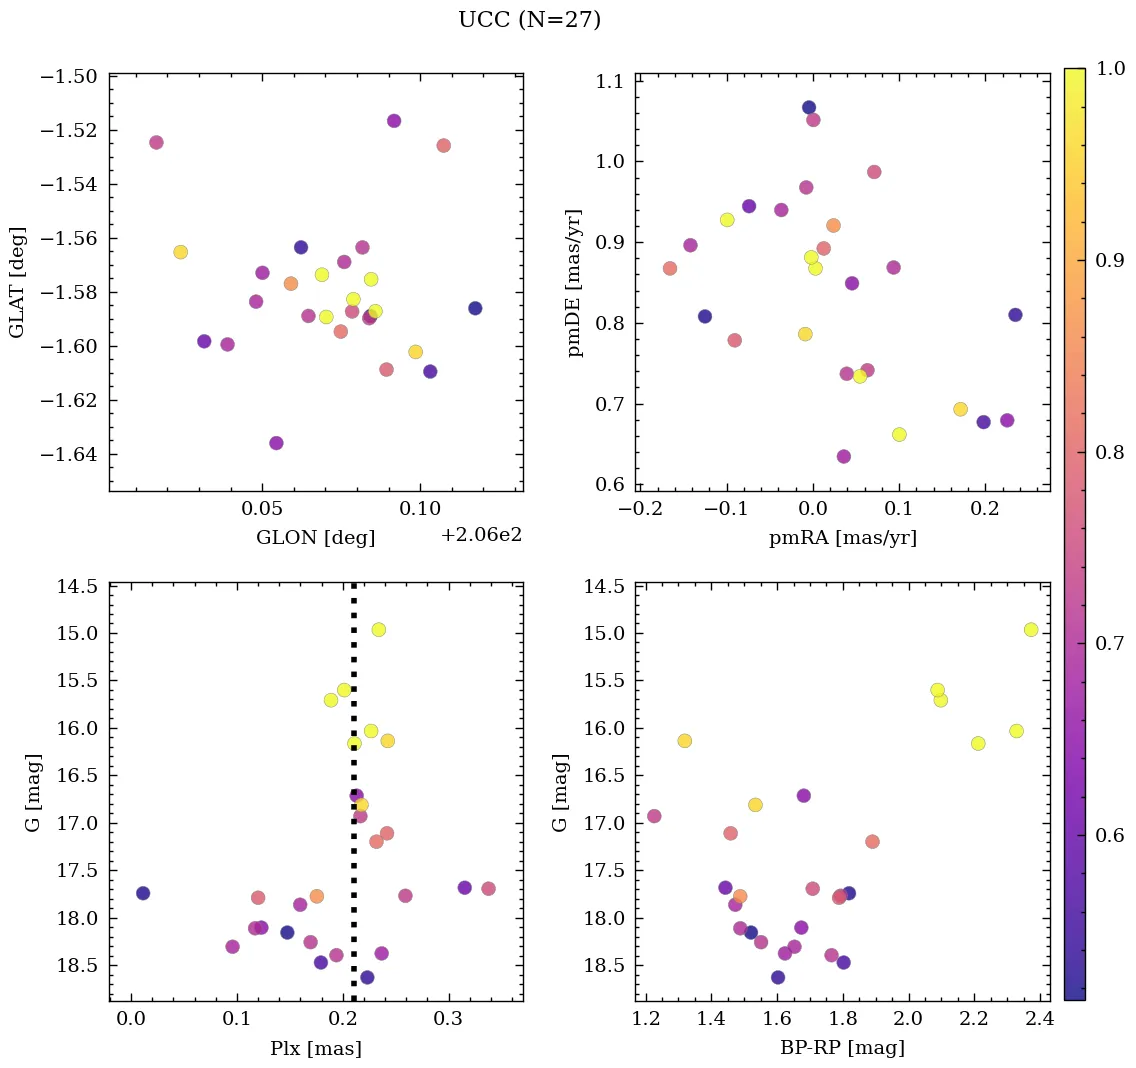 UCC (N=27)
−1.50
−1.52
−1.54
−1.56
−1.58
−1.60
−1.62
−1.64
GLAT [deg]
0.05 0.10
GLON [deg]
+2.06e2
1.1
1.0
0.9
0.8
0.7
0.6
pmDE [mas/yr]
−0.2 −0.1 0.0 0.1 0.2
pmRA [mas/yr]
1.0
0.9
0.8
0.7
0.6
14.5
15.0
15.5
16.0
16.5
17.0
17.5
18.0
18.5
G [mag]
0.0 0.1 0.2 0.3
Plx [mas]
14.5
15.0
15.5
16.0
16.5
17.0
17.5
18.0
18.5
G [mag]
1.2 1.4 1.6 1.8 2.0 2.2 2.4
BP-RP [mag]